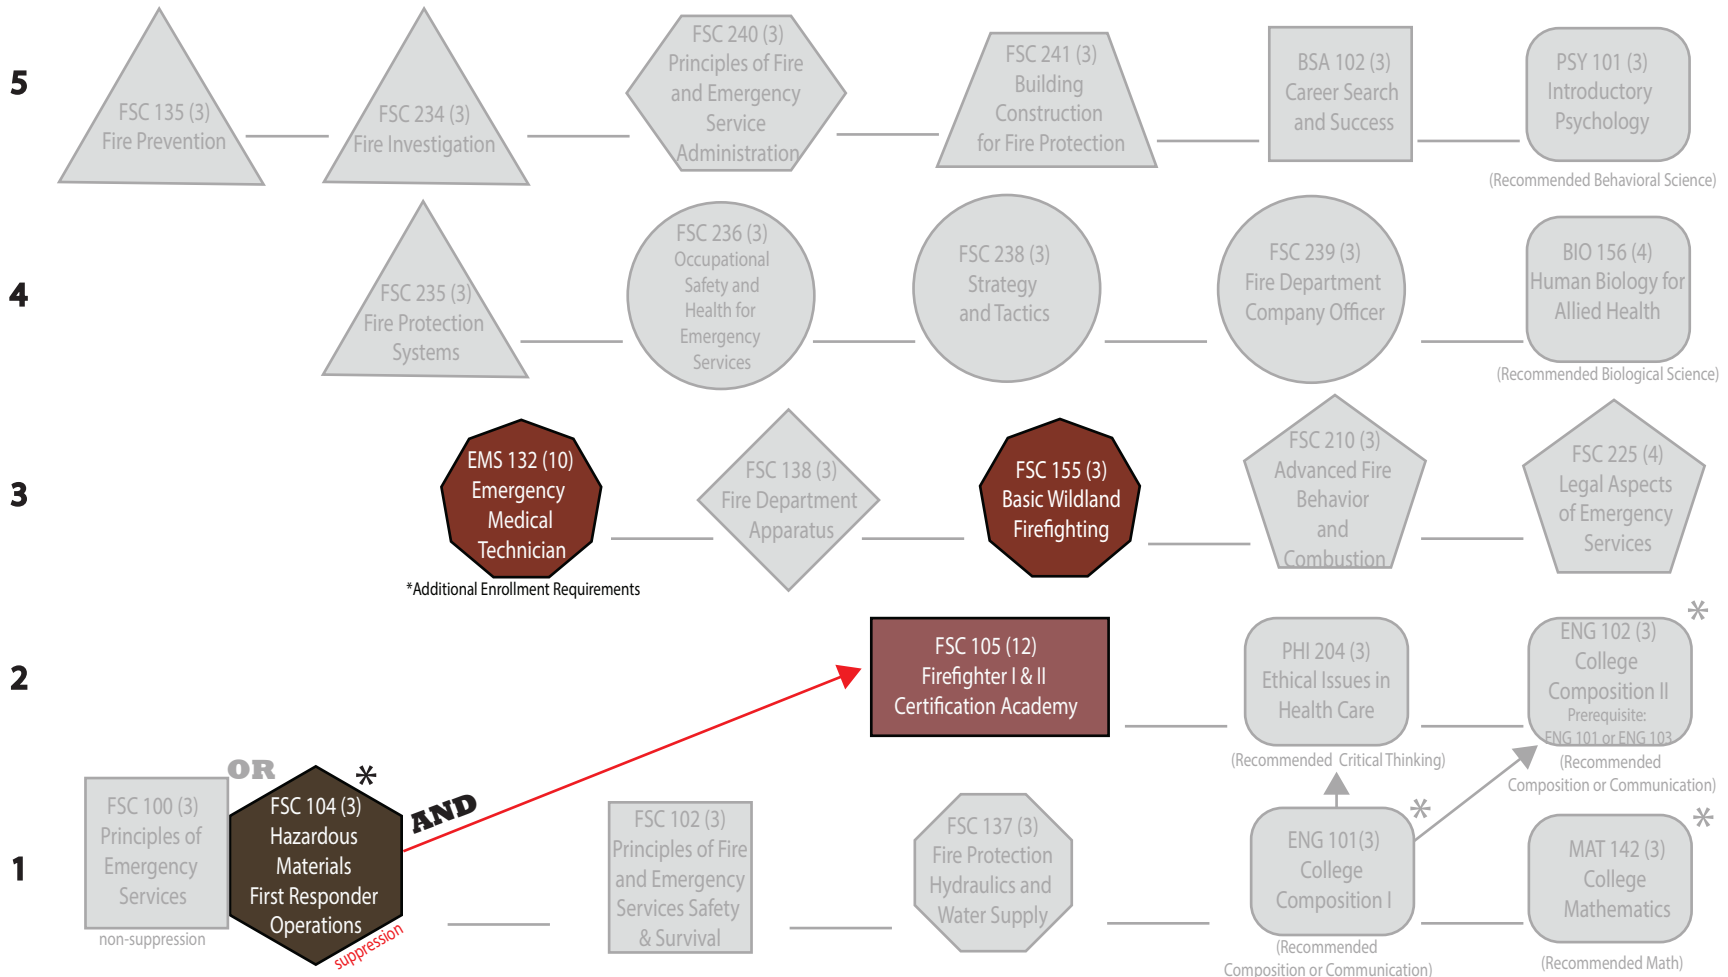 5
FSC 135 (3)
Fire Prevention
FSC 234 (3)
Fire Investigation
FSC 240 (3)
Principles of Fire
and Emergency
Service
Administration
FSC 241 (3)
Building
Construction
for Fire Protection
BSA 102 (3)
Career Search
and Success
PSY 101 (3)
Introductory
Psychology
(Recommended Behavioral Science)
4
FSC 235 (3)
Fire Protection
Systems
FSC 236 (3)
Occupational
Safety and
Health for
Emergency
Services
FSC 238 (3)
Strategy
and Tactics
FSC 239 (3)
Fire Department
Company Officer
BIO 156 (4)
Human Biology for
Allied Health
(Recommended Biological Science)
3
EMS 132 (10)
Emergency
Medical
Technician
*Additional Enrollment Requirements
FSC 138 (3)
Fire Department
Apparatus
FSC 155 (3)
Basic Wildland
Firefighting
FSC 210 (3)
Advanced Fire
Behavior
and
Combustion
FSC 225 (4)
Legal Aspects
of Emergency
Services
2
FSC 105 (12)
Firefighter I & II
Certification Academy
PHI 204 (3)
Ethical Issues in
Health Care
(Recommended Critical Thinking)
*
ENG 102 (3)
College
Composition II
Prerequisite:
ENG 101 or ENG 103
(Recommended
Composition or Communication)
1
FSC 100 (3)
Principles of
Emergency
Services
non-suppression
OR
*
FSC 104 (3)
Hazardous
Materials
First Responder
Operations
suppression
AND
FSC 102 (3)
Principles of Fire
and Emergency
Services Safety
& Survival
FSC 137 (3)
Fire Protection
Hydraulics and
Water Supply
*
ENG 101(3)
College
Composition I
(Recommended
Composition or Communication)
*
MAT 142 (3)
College
Mathematics
(Recommended Math)